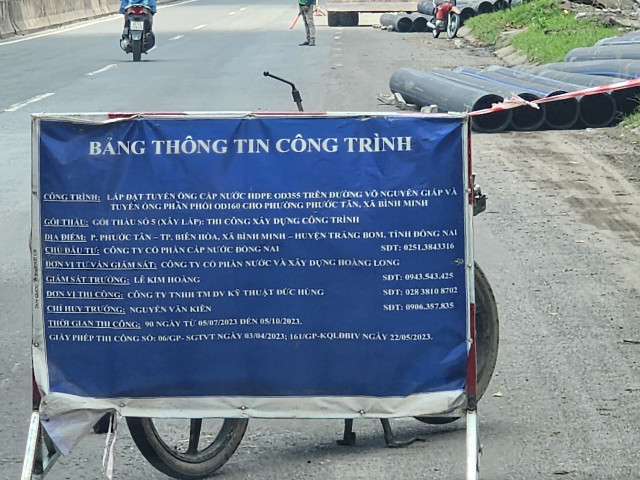 BẢNG THÔNG TIN CÔNG TRÌNH
CÔNG TRÌNH: LẮP ĐẶT TUYẾN ỐNG CẤP NƯỚC HDPE OD355 TRÊN ĐƯỜNG VÕ NGUYÊN GIÁP VÀ
TUYẾN ỐNG PHÂN PHỐI OD160 CHO PHƯỜNG PHƯỚC TÂN, XÃ BÌNH MINH
GÓI THẦU: GÓI THẦU SỐ 5 (XÂY LẮP): THI CÔNG XÂY DỰNG CÔNG TRÌNH
ĐỊA ĐIỂM: P. PHƯỚC TÂN – TP. BIÊN HÒA, XÃ BÌNH MINH – HUYỆN TRẢNG BOM, TỈNH ĐỒNG NAI
CHỦ ĐẦU TƯ: CÔNG TY CỔ PHẦN CẤP NƯỚC ĐỒNG NAI SĐT: 0251.3843316
ĐƠN VỊ TƯ VẤN GIÁM SÁT: CÔNG TY CỔ PHẦN NƯỚC VÀ XÂY DỰNG HOÀNG LONG
GIÁM SÁT TRƯỞNG: LÊ KIM HOÀNG SĐT: 0943.543.425
ĐƠN VỊ THI CÔNG: CÔNG TY TNHH TM DV KỸ THUẬT ĐỨC HÙNG SĐT: 028 3810 8702
CHỈ HUY TRƯỞNG: NGUYỄN VĂN KIÊN SĐT: 0906.357.835
THỜI GIAN THI CÔNG: 90 NGÀY TỪ 05/07/2023 ĐẾN 05/10/2023.
GIẤY PHÉP THI CÔNG SỐ: 06/GP- SGTVT NGÀY 03/04/2023; 161/GP-KQLĐBIV NGÀY 22/05/2023.